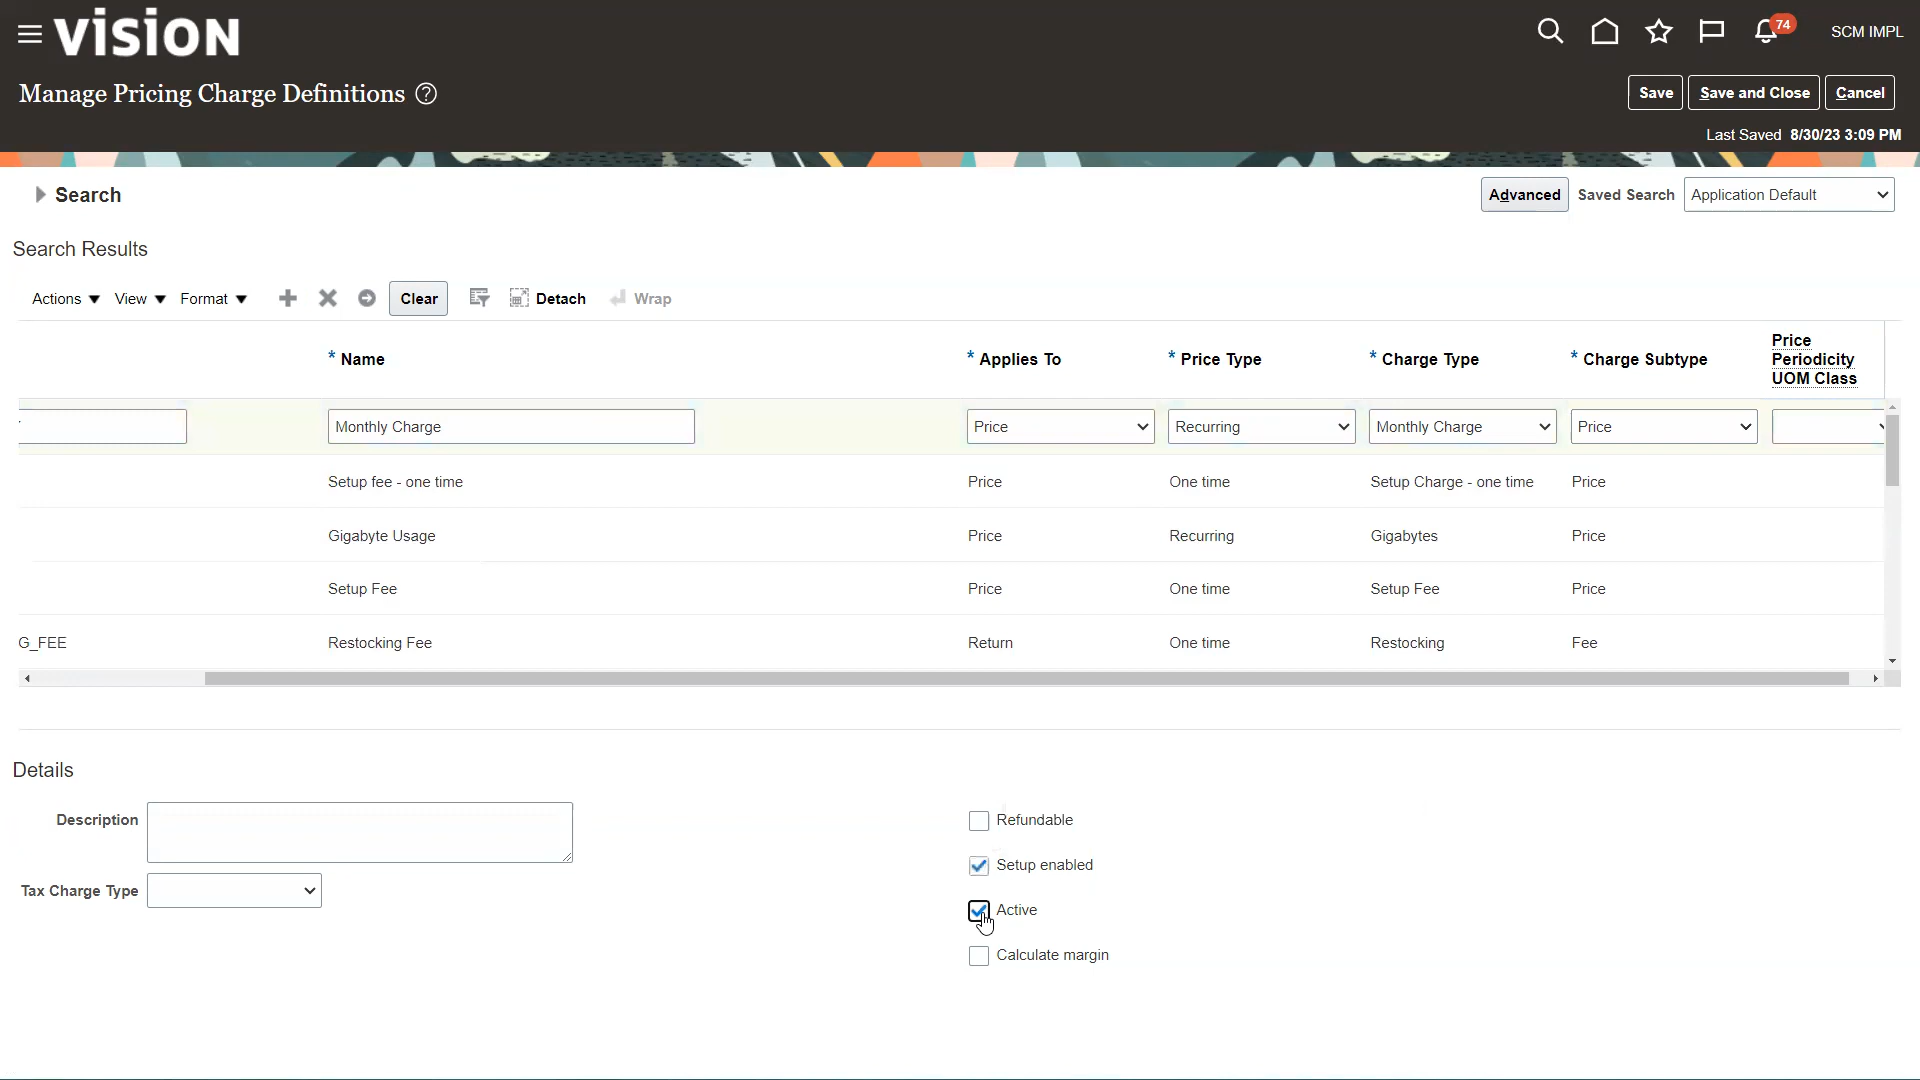 VISION
74
SCM IMPL
Manage Pricing Charge Definitions ?
Save Save and Close Cancel
Last Saved 8/30/23 3:09 PM
Search
Advanced Saved Search Application Default
Search Results
Actions View Format Clear Detach Wrap
* Name * Applies To * Price Type * Charge Type * Charge Subtype Price
Periodicity
UOM Class
Monthly Charge Price Recurring Monthly Charge Price
Setup fee - one time Price One time Setup Charge - one time Price
Gigabyte Usage Price Recurring Gigabytes Price
Setup Fee Price One time Setup Fee Price
G_FEE Restocking Fee Return One time Restocking Fee
Details
Description
Tax Charge Type
Refundable
Setup enabled
Active
Calculate margin